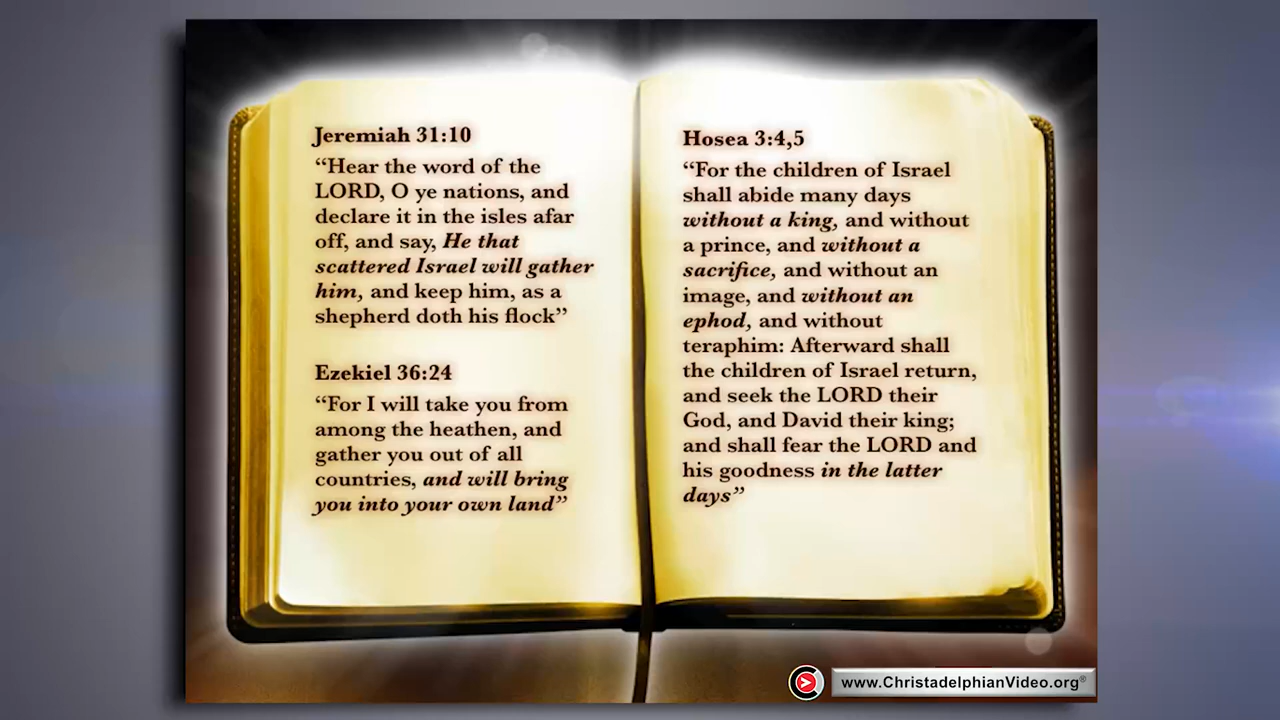 Jeremiah 31:10
“Hear the word of the
LORD, O ye nations, and
declare it in the isles afar
off, and say, He that
scattered Israel will gather
him, and keep him, as a
shepherd doth his flock”
Ezekiel 36:24
“For I will take you from
among the heathen, and
gather you out of all
countries, and will bring
you into your own land”
Hosea 3:4,5
“For the children of Israel
shall abide many days
without a king, and without
a prince, and without a
sacrifice, and without an
image, and without an
ephod, and without
teraphim: Afterward shall
the children of Israel return,
and seek the LORD their
God, and David their king;
and shall fear the LORD and
his goodness in the latter
days”
www.ChristadelphianVideo.org®